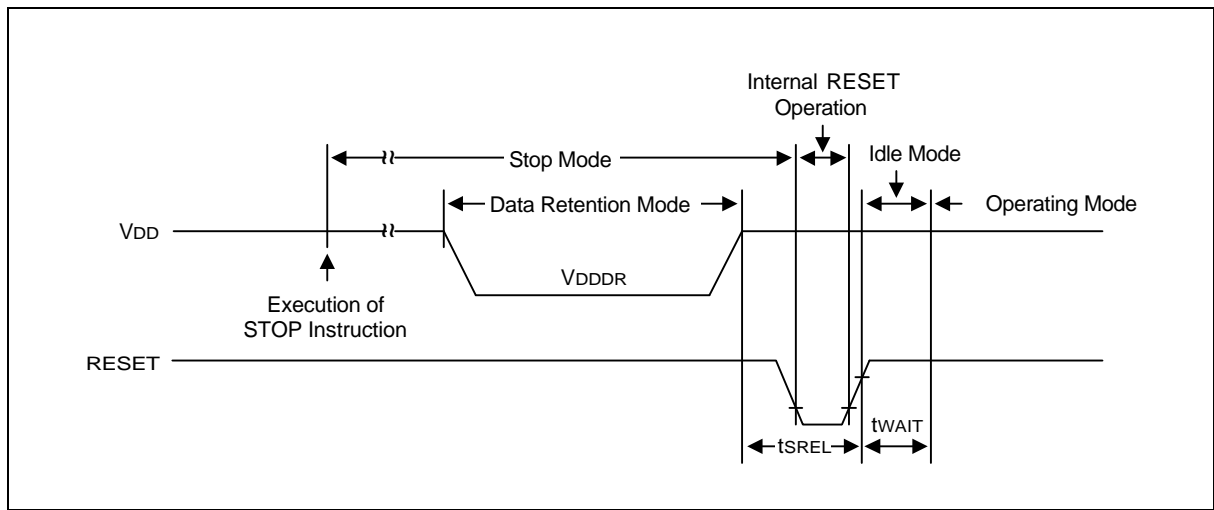 Internal RESET
Operation
Idle Mode
Stop Mode
Data Retention Mode
Operating Mode
VDD
VDDDR
Execution of
STOP Instruction
RESET
tWAIT
tSREL